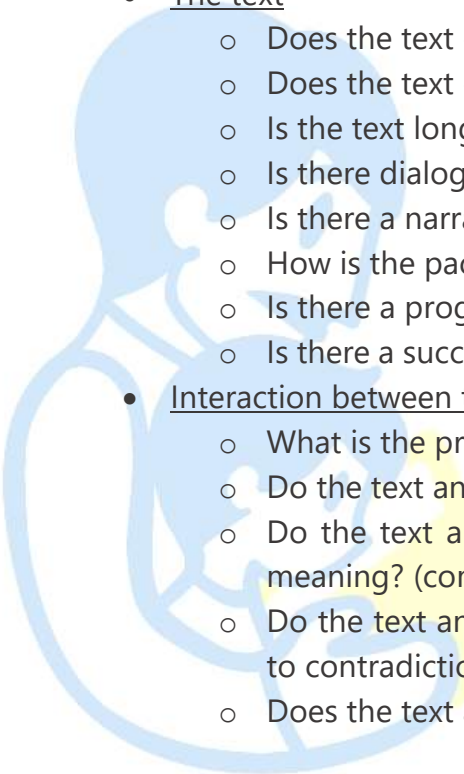 The text
o Does the text
o Does the text
o Is the text long
o Is there dialog
o Is there a narra
o How is the pac
o Is there a prog
o Is there a succ
• Interaction between
o What is the pr
o Do the text an
o Do the text a
meaning? (con
o Do the text an
to contradictio
o Does the text